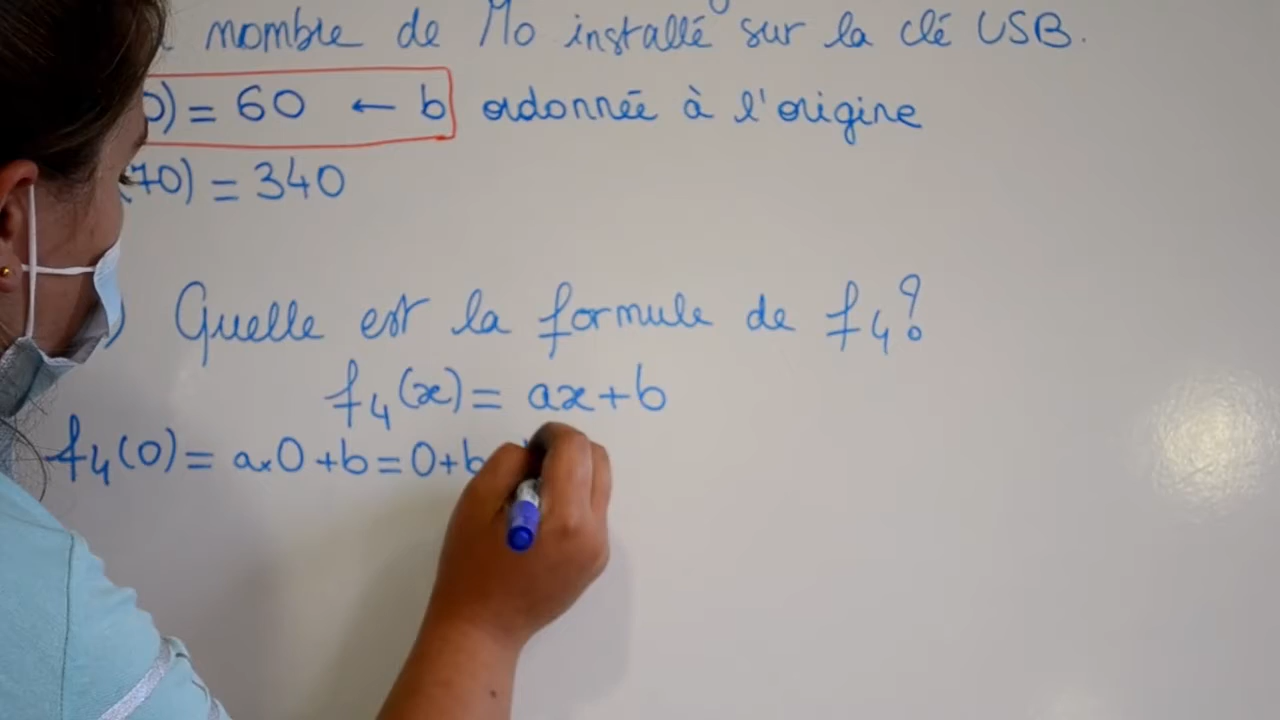 nombre de Mo installé sur la clé USB.
0) = 60 ← b ordonnée à l'origine
(70) = 340
) Quelle est la formule de f₄?
f₄(x) = ax+b
f₄(0) = a×0 +b = 0+b